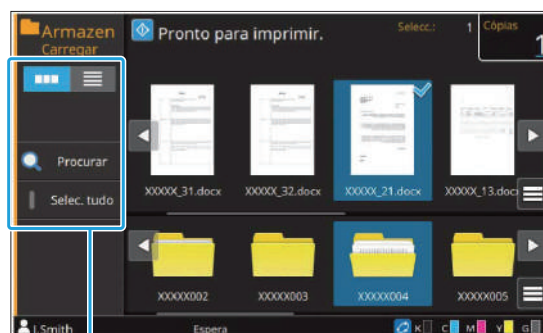 Armazen
Carregar
Pronto para imprimir.
Selecc.: 1
Cópias
1
Procurar
Selec. tudo
XXXXX_31.docx
XXXXX_32.docx
XXXXX_21.docx
XXXXX_13.docx
XXXXX002
XXXXX003
XXXXX004
XXXXX005
J.Smith
Espera
K C M Y G